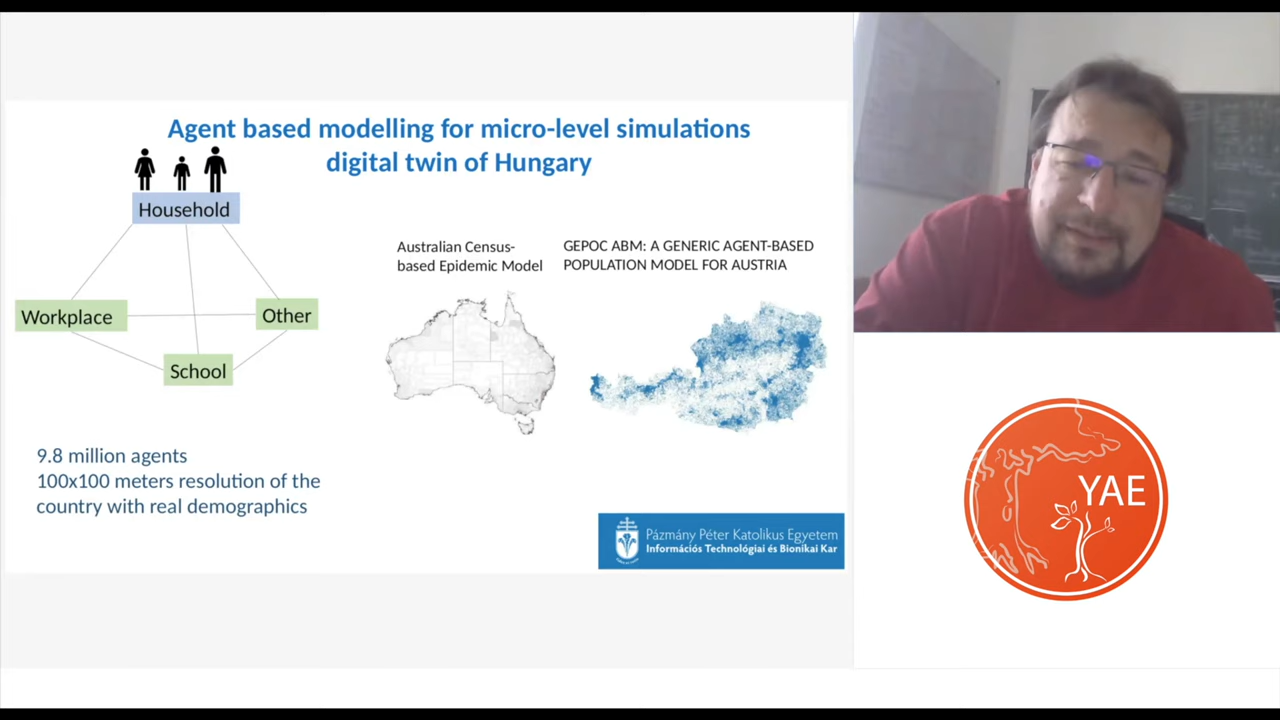 Agent based modelling for micro-level simulations
digital twin of Hungary
Household
Workplace
Other
School
Australian Census-
based Epidemic Model
GEPOC ABM: A GENERIC AGENT-BASED
POPULATION MODEL FOR AUSTRIA
9.8 million agents
100x100 meters resolution of the
country with real demographics
Pázmány Péter Katolikus Egyetem
Információs Technológiai és Bionikai Kar
YAE